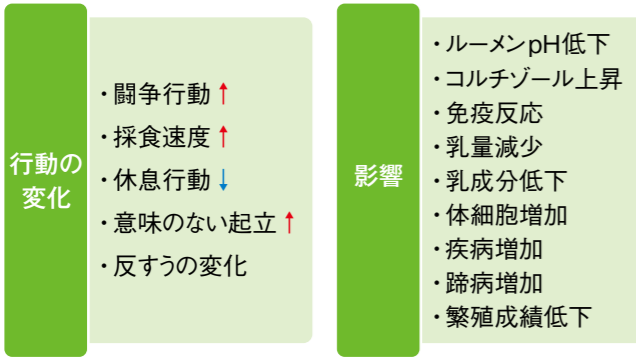 行動の
変化
・闘争行動↑
・採食速度↑
・休息行動↓
・意味のない起立↑
・反すうの変化
影響
・ルーメンpH低下
・コルチゾール上昇
・免疫反応
・乳量減少
・乳成分低下
・体細胞増加
・疾病増加
・蹄病増加
・繁殖成績低下